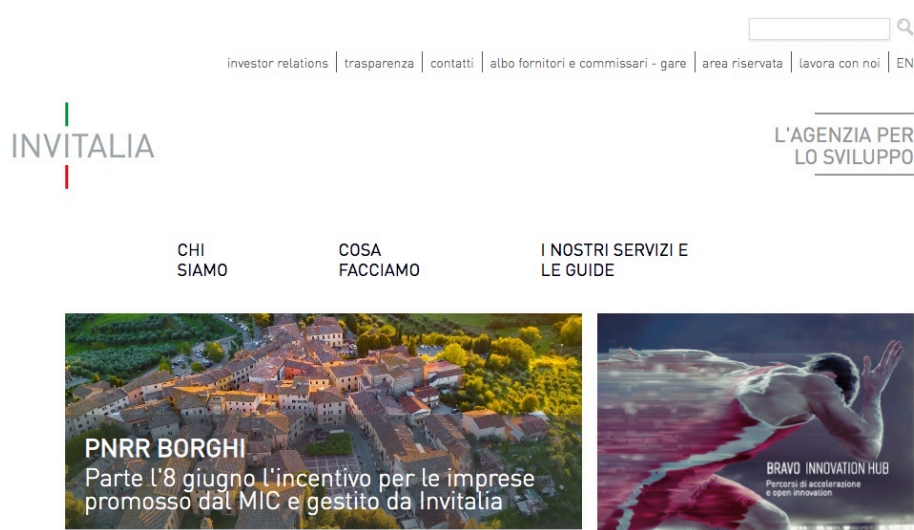 investor relations | trasparenza | contatti | albo fornitori e commissari - gare | area riservata | lavora con noi | EN
INVITALIA
L'AGENZIA PER
LO SVILUPPO
CHI
SIAMO
COSA
FACCIAMO
I NOSTRI SERVIZI E
LE GUIDE
PNRR BORGHI
Parte l'8 giugno l'incentivo per le imprese
promosso dal MIC e gestito da Invitalia
BRAVO INNOVATION HUB
Percorsi di accelerazione
e open innovation